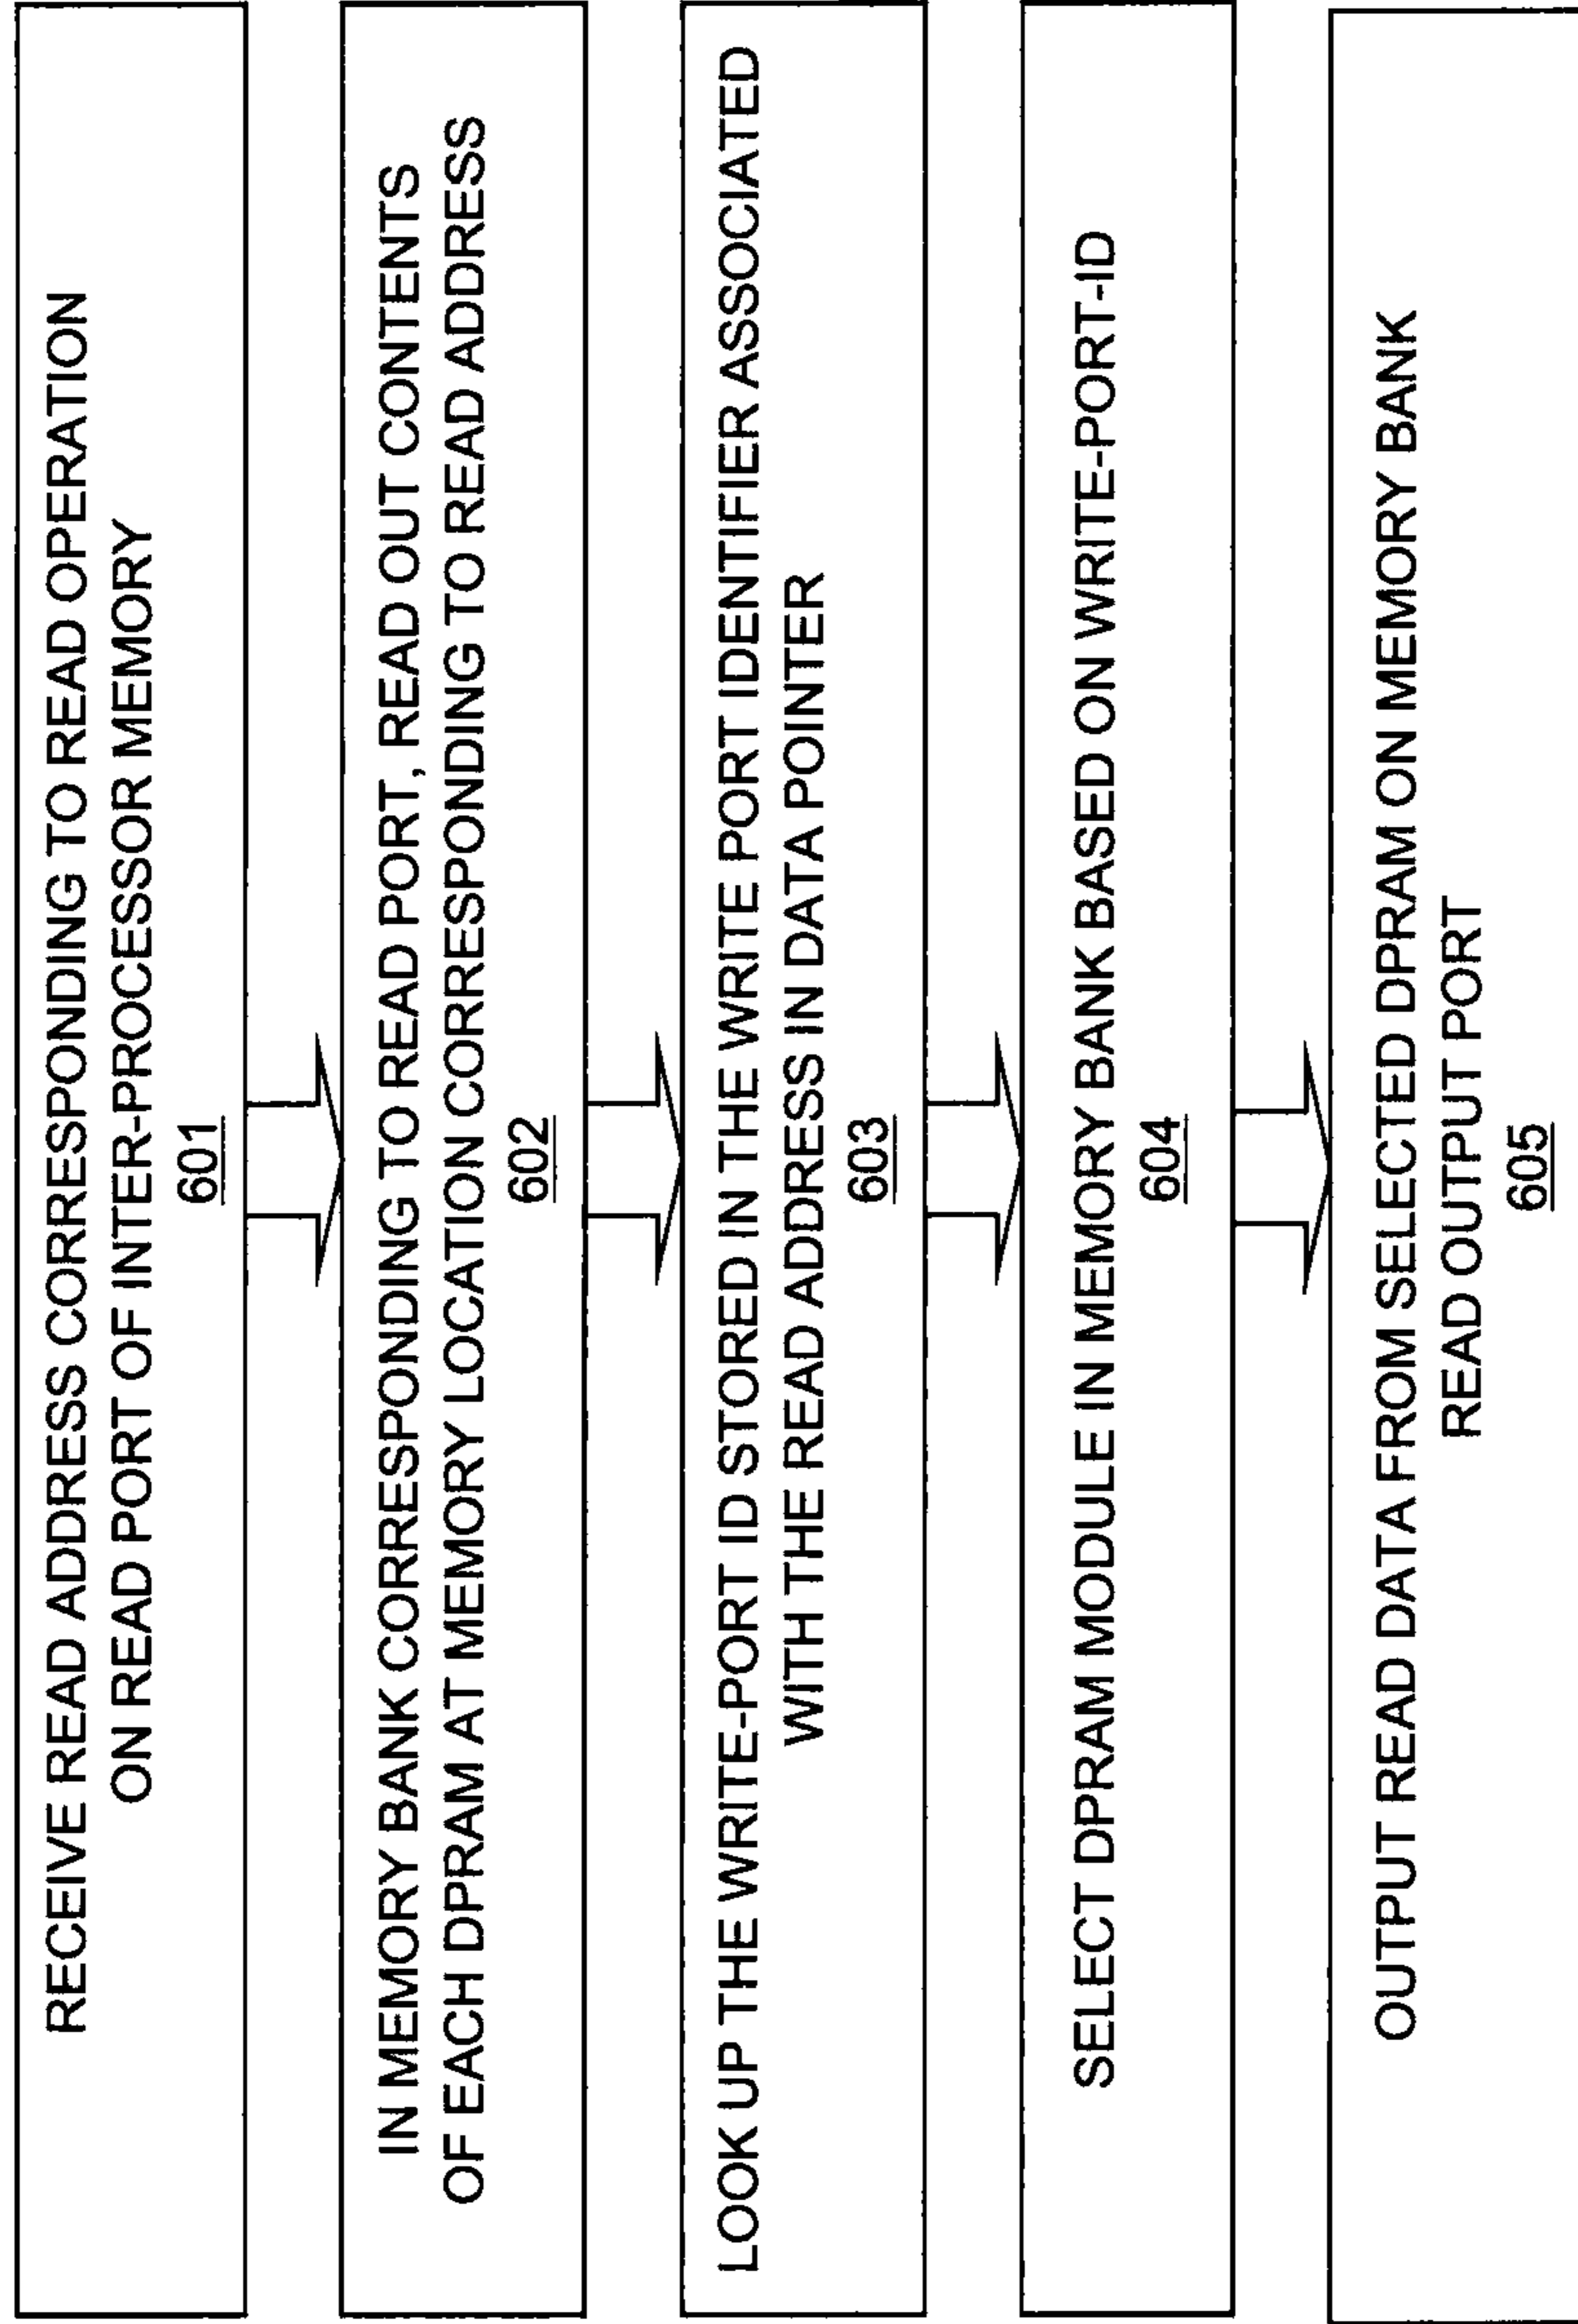 RECEIVE READ ADDRESS CORRESPONDING TO READ OPERATION
ON READ PORT OF INTER-PROCESSOR MEMORY
601
IN MEMORY BANK CORRESPONDING TO READ PORT, READ OUT CONTENTS
OF EACH DPRAM AT MEMORY LOCATION CORRESPONDING TO READ ADDRESS
602
LOOK UP THE WRITE-PORT ID STORED IN THE WRITE PORT IDENTIFIER ASSOCIATED
WITH THE READ ADDRESS IN DATA POINTER
603
SELECT DPRAM MODULE IN MEMORY BANK BASED ON WRITE-PORT-ID
604
OUTPUT READ DATA FROM SELECTED DPRAM ON MEMORY BANK
READ OUTPUT PORT
605